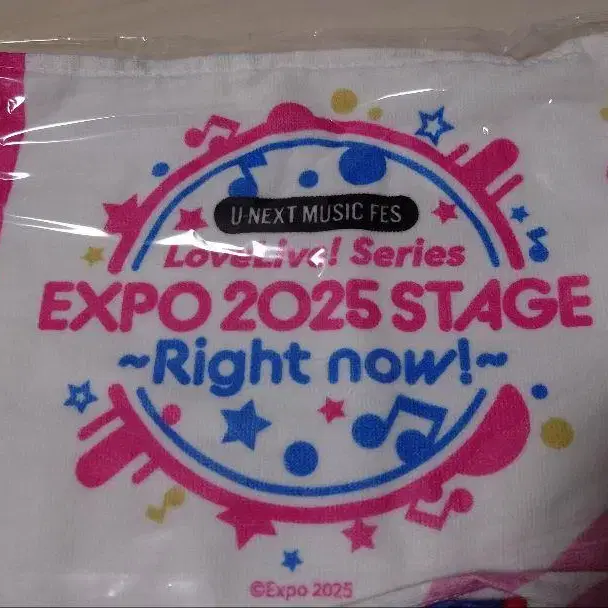 U-NEXT MUSIC FES
LoveLive! Series
EXPO 2025 STAGE
~Right now!~
©Expo 2025